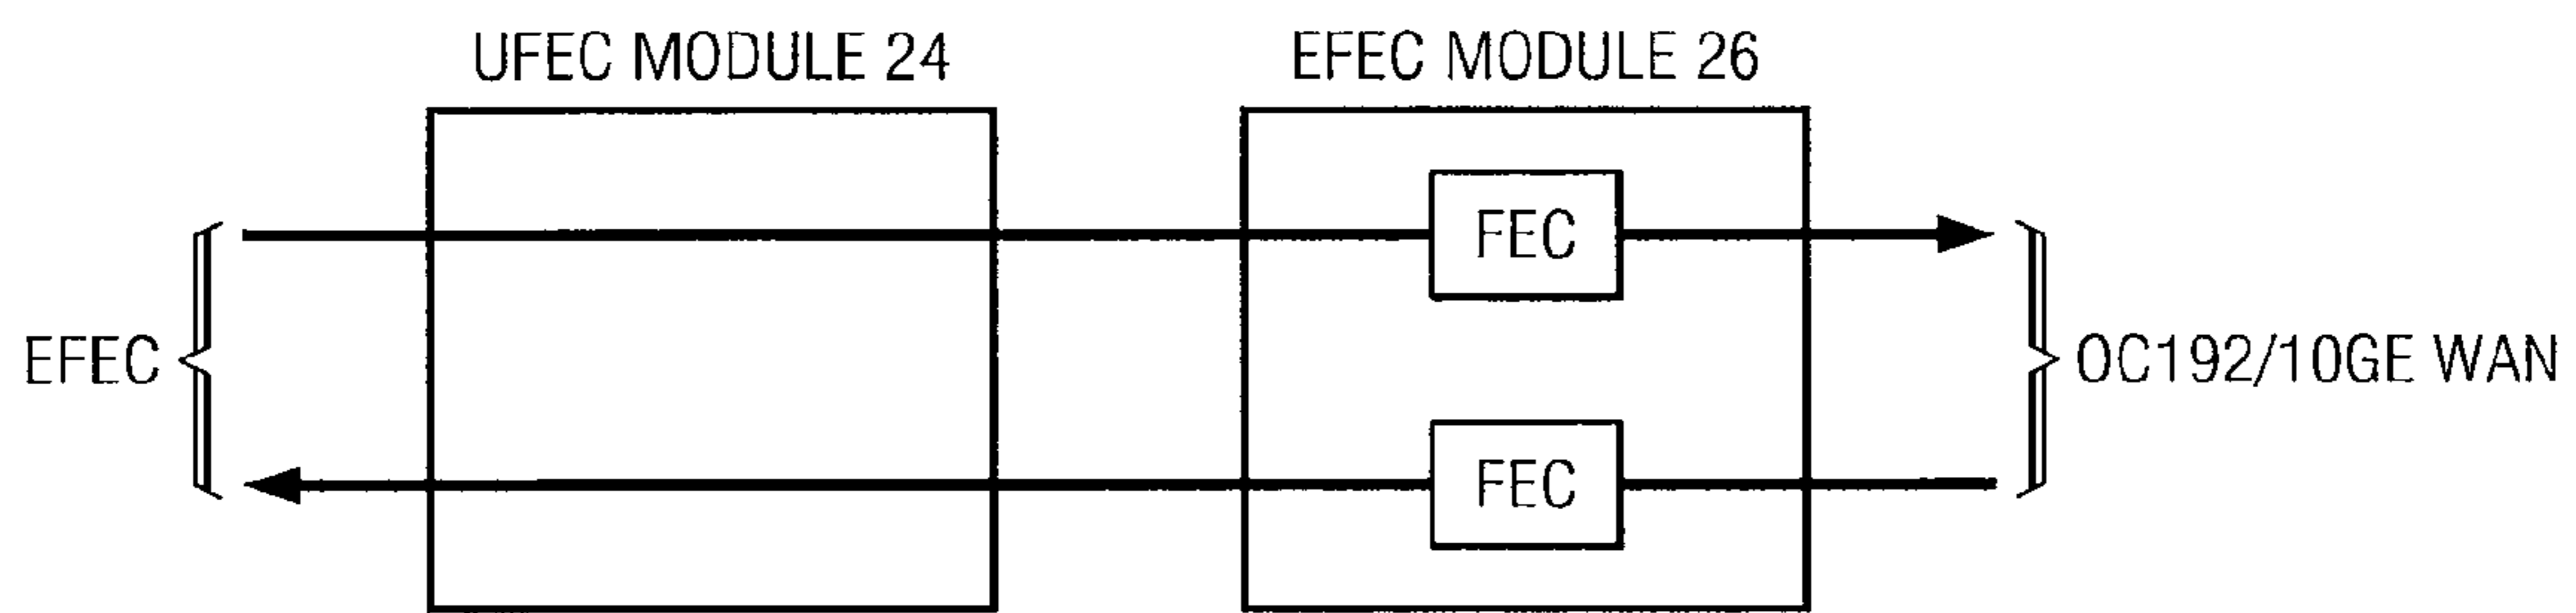 UFEC MODULE 24
EFEC MODULE 26
FEC
EFEC
OC192/10GE WAN
FEC